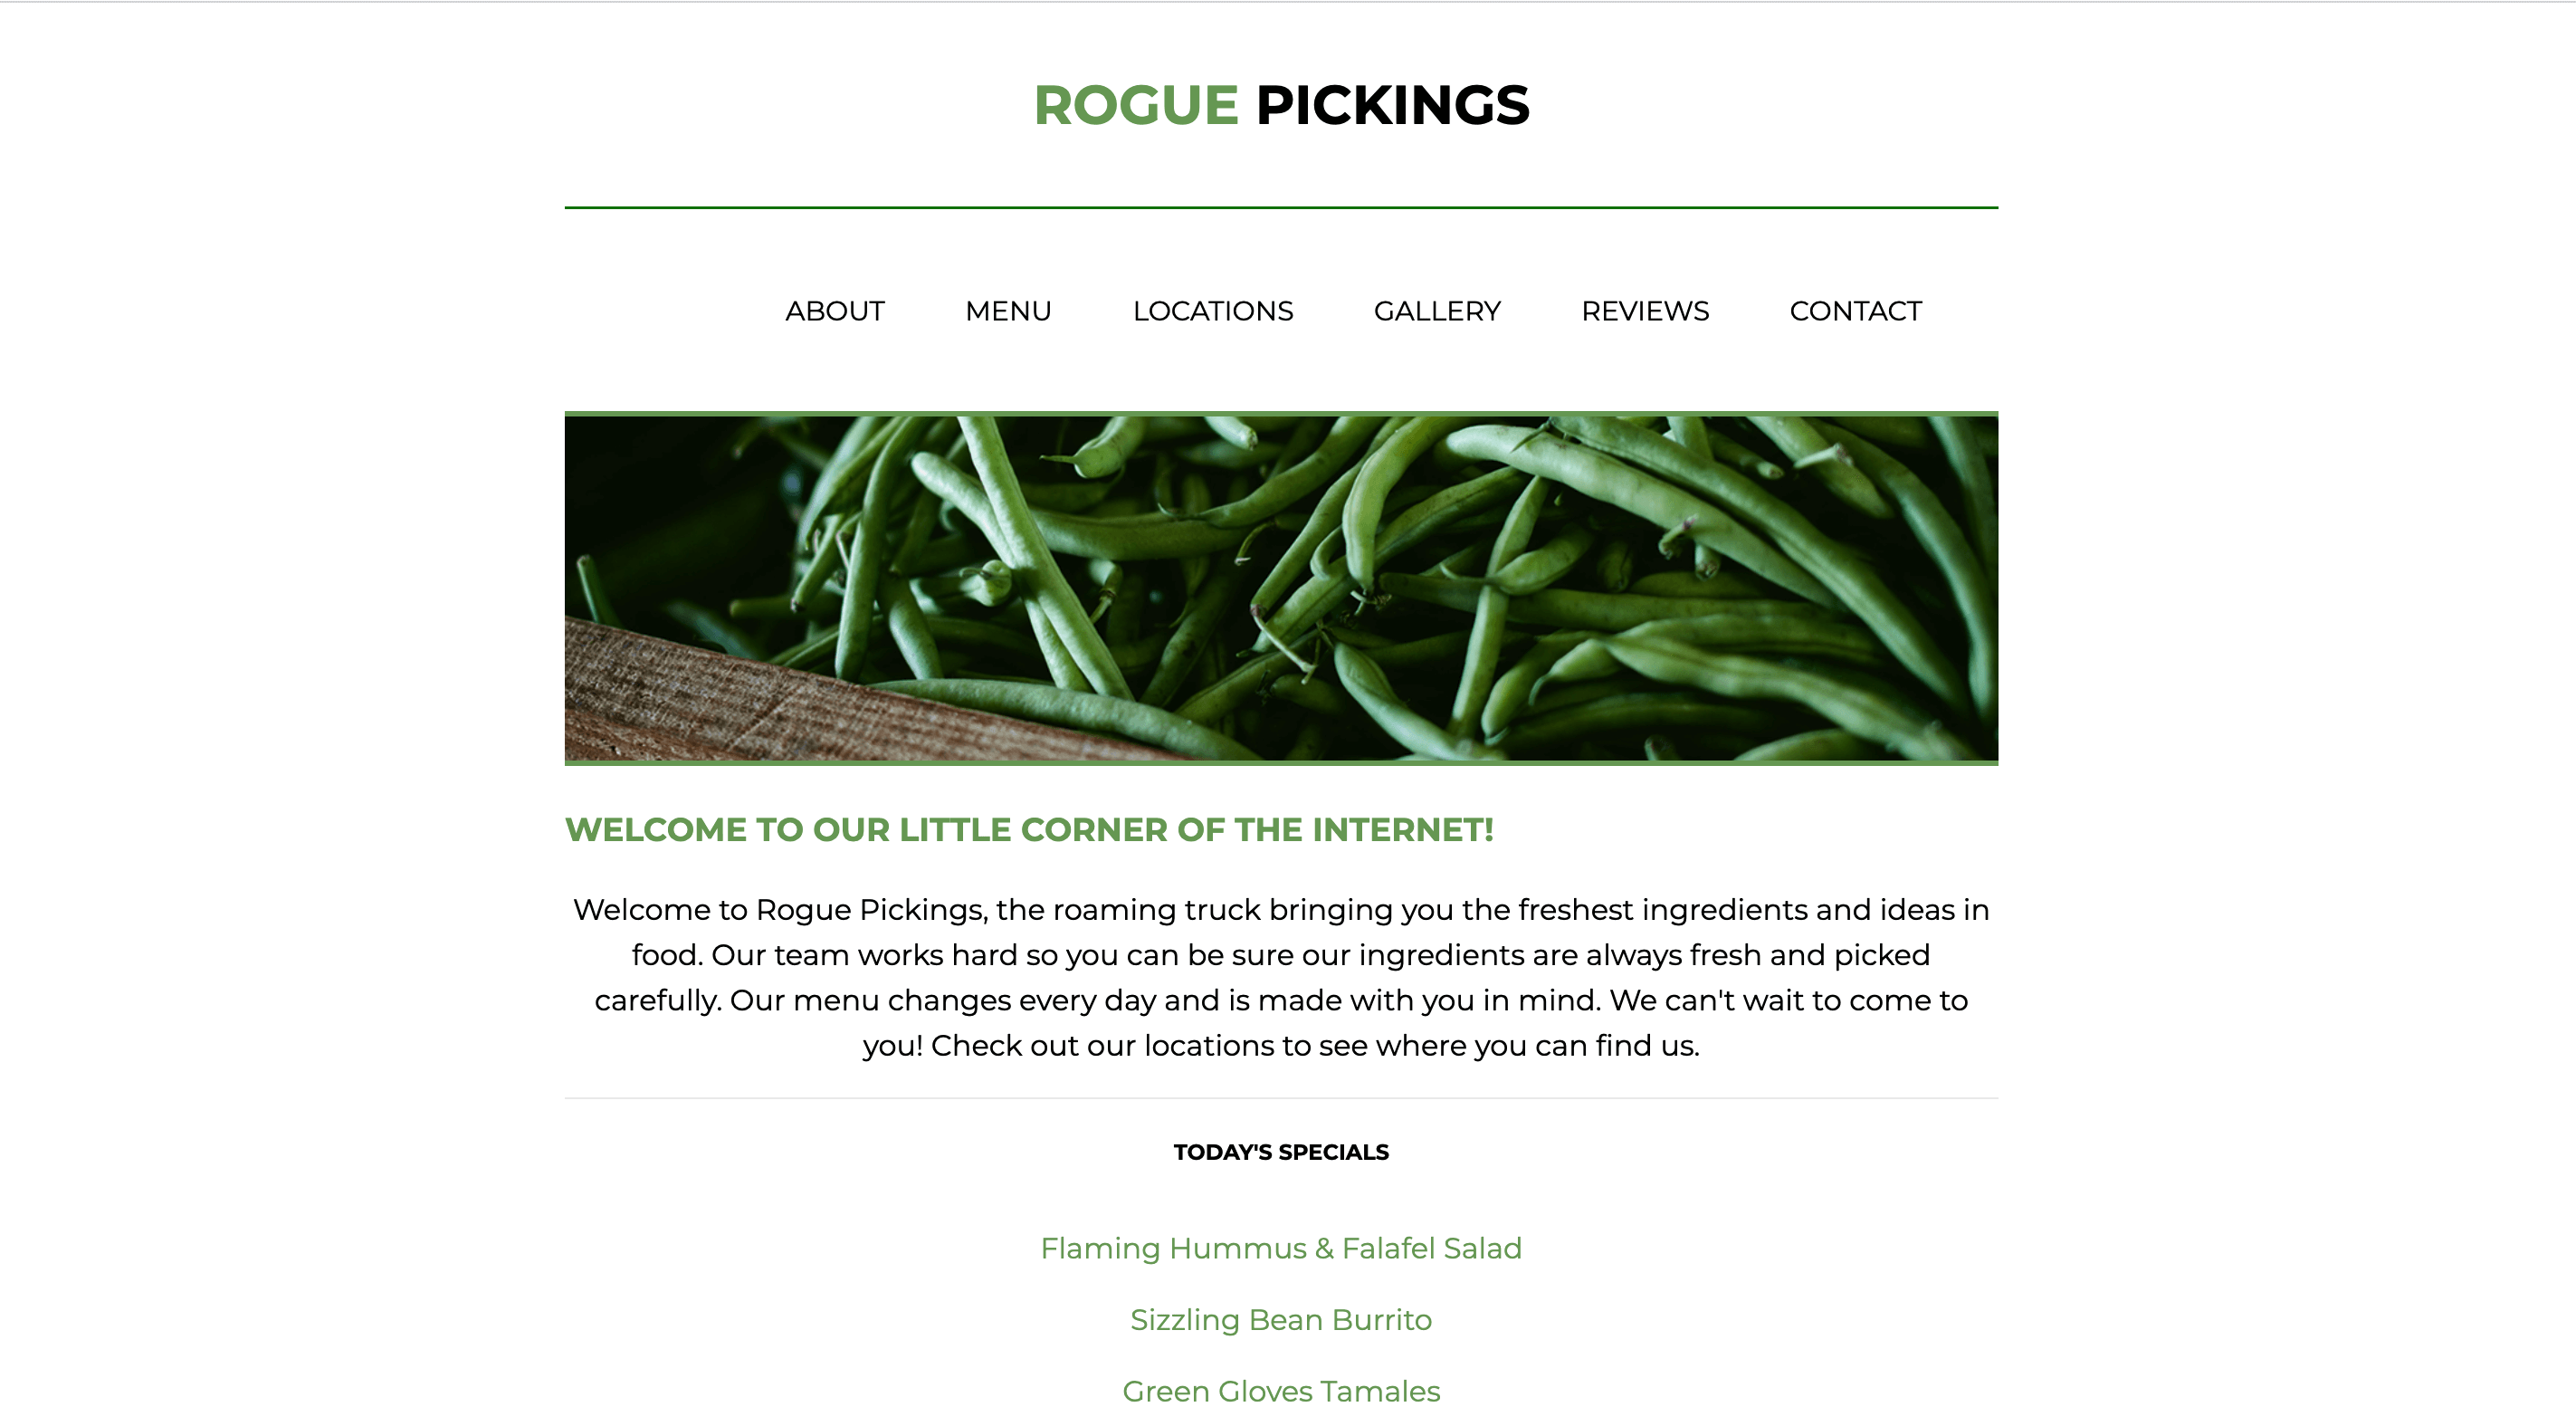 ROGUE PICKINGS
ABOUT MENU LOCATIONS GALLERY REVIEWS CONTACT
WELCOME TO OUR LITTLE CORNER OF THE INTERNET!
Welcome to Rogue Pickings, the roaming truck bringing you the freshest ingredients and ideas in
food. Our team works hard so you can be sure our ingredients are always fresh and picked
carefully. Our menu changes every day and is made with you in mind. We can't wait to come to
you! Check out our locations to see where you can find us.
TODAY'S SPECIALS
Flaming Hummus & Falafel Salad
Sizzling Bean Burrito
Green Gloves Tamales